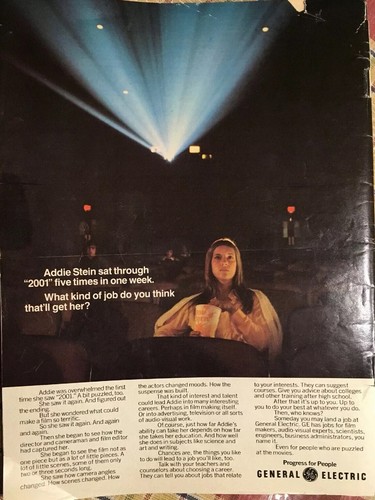 Addie Stein sat through
"2001" five times in one week.
What kind of job do you think
that'll get her?
Addie was overwhelmed the first
time she saw "2001." A bit puzzled, too.
So she saw it again. And figured out
the ending.
But she wondered what could
make a film so terrific.
So she saw it again. And again
and again.
Then she began to see how the
director and cameraman and film editor
had captured her.
She began to see the film not as
one piece but as a lot of little pieces. A
lot of little scenes, some of them only
two or three seconds long.
She saw how camera angles
changed. How scenes changed. How
the actors changed moods. How the
suspense was built.
That kind of interest and talent
could lead Addie into many interesting
careers. Perhaps in film making itself.
Or into advertising, television or all sorts
of audio-visual work.
Of course, just how far Addie's
ability can take her depends on how far
she takes her education. And how well
she does in subjects like science and
art and writing.
Chances are, the things you like
to do will lead to a job you'll like, too.
Talk with your teachers and
counselors about choosing a career.
They can tell you about jobs that relate
to your interests. They can suggest
courses. Give you advice about colleges
and other training after high school.
After that it's up to you. Up to
you to do your best at whatever you do.
Then, who knows?
Someday you may land a job at
General Electric. GE has jobs for film
makers, audio-visual experts, scientists,
engineers, business administrators, you
name it.
Even for people who are puzzled
at the movies.
Progress for People
GENERAL GE ELECTRIC